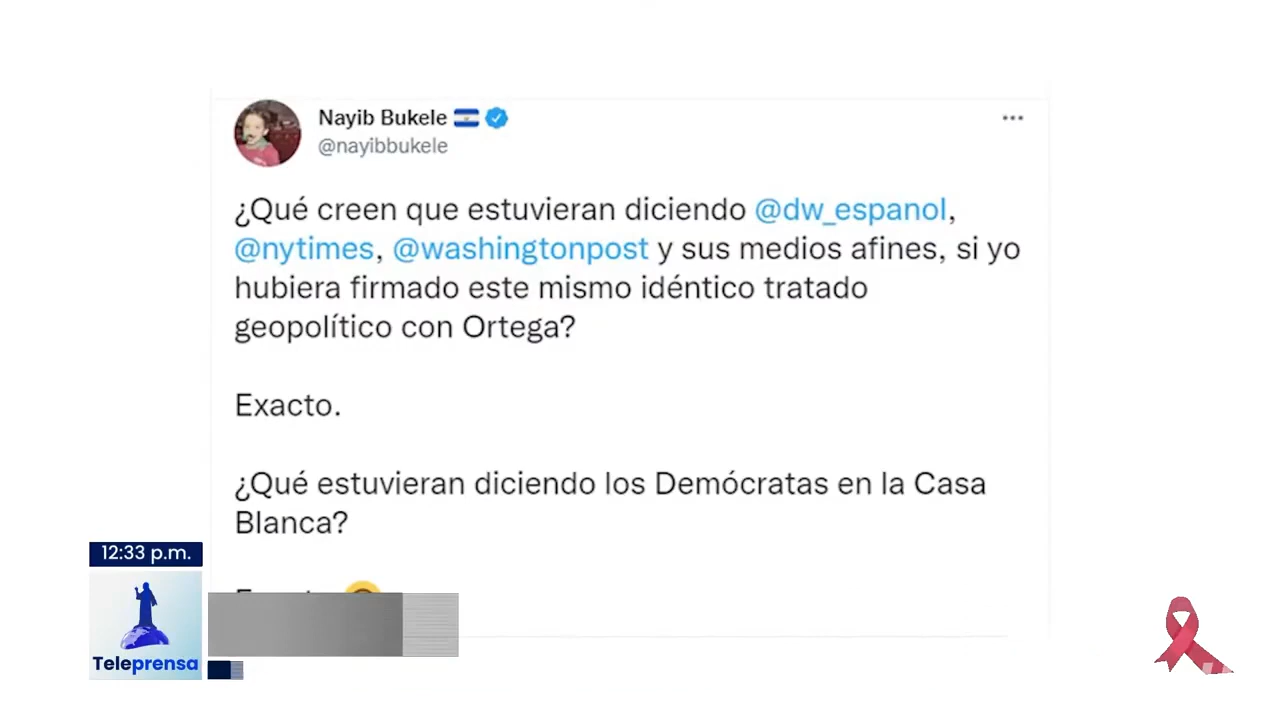 Nayib Bukele
@nayibbukele
¿Qué creen que estuvieran diciendo @dw_espanol,
@nytimes, @washingtonpost y sus medios afines, si yo
hubiera firmado este mismo idéntico tratado
geopolítico con Ortega?
Exacto.
¿Qué estuvieran diciendo los Demócratas en la Casa
Blanca?
12:33 p.m.
Teleprensa